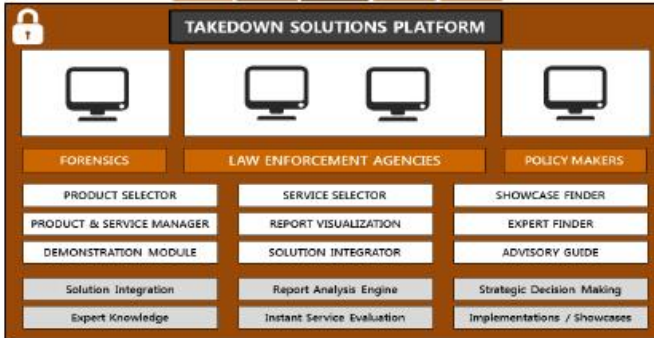 TAKEDOWN SOLUTIONS PLATFORM
FORENSICS LAW ENFORCEMENT AGENCIES POLICY MAKERS
PRODUCT SELECTOR SERVICE SELECTOR SHOWCASE FINDER
PRODUCT & SERVICE MANAGER REPORT VISUALIZATION EXPERT FINDER
DEMONSTRATION MODULE SOLUTION INTEGRATOR ADVISORY GUIDE
Solution Integration Report Analysis Engine Strategic Decision Making
Expert Knowledge Instant Service Evaluation Implementations / Showcases